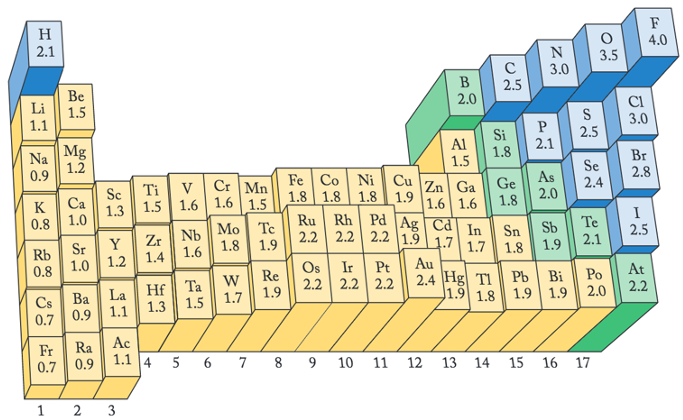 H
2.1
B
2.0
C
2.5
N
3.0
O
3.5
F
4.0
Li
1.1
Be
1.5
Al
1.5
Si
1.8
P
2.1
S
2.5
Cl
3.0
Na
0.9
Mg
1.2
K
0.8
Ca
1.0
Sc
1.3
Ti
1.5
V
1.6
Cr
1.6
Mn
1.5
Fe
1.8
Co
1.8
Ni
1.8
Cu
1.9
Zn
1.6
Ga
1.6
Ge
1.8
As
2.0
Se
2.4
Br
2.8
Rb
0.8
Sr
1.0
Y
1.2
Zr
1.4
Nb
1.6
Mo
1.8
Tc
1.9
Ru
2.2
Rh
2.2
Pd
2.2
Ag
1.9
Cd
1.7
In
1.7
Sn
1.8
Sb
1.9
Te
2.1
I
2.5
Cs
0.7
Ba
0.9
La
1.1
Hf
1.3
Ta
1.5
W
1.7
Re
1.9
Os
2.2
Ir
2.2
Pt
2.2
Au
2.4
Hg
1.9
Tl
1.8
Pb
1.9
Bi
1.9
Po
2.0
At
2.2
Fr
0.7
Ra
0.9
Ac
1.1
4 5 6 7 8 9 10 11 12 13 14 15 16 17
1 2 3